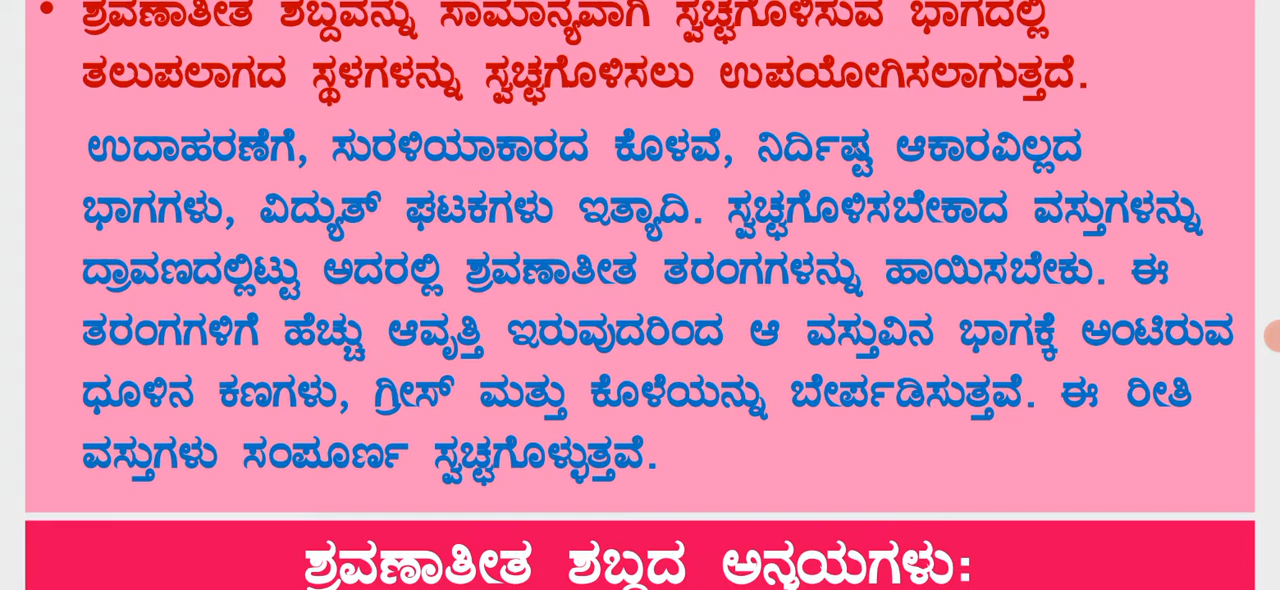 • ಶ್ರವಣಾತೀತ ಶಬ್ದವನ್ನು ಸಾಮಾನ್ಯವಾಗಿ ಸ್ವಚ್ಛಗೊಳಿಸುವ ಭಾಗದಲ್ಲಿ
ತಲುಪಲಾಗದ ಸ್ಥಳಗಳನ್ನು ಸ್ವಚ್ಛಗೊಳಿಸಲು ಉಪಯೋಗಿಸಲಾಗುತ್ತದೆ.
ಉದಾಹರಣೆಗೆ, ಸುರಳಿಯಾಕಾರದ ಕೊಳವೆ, ನಿರ್ದಿಷ್ಟ ಆಕಾರವಿಲ್ಲದ
ಭಾಗಗಳು, ವಿದ್ಯುತ್ ಘಟಕಗಳು ಇತ್ಯಾದಿ. ಸ್ವಚ್ಛಗೊಳಿಸಬೇಕಾದ ವಸ್ತುಗಳನ್ನು
ದ್ರಾವಣದಲ್ಲಿಟ್ಟು ಅದರಲ್ಲಿ ಶ್ರವಣಾತೀತ ತರಂಗಗಳನ್ನು ಹಾಯಿಸಬೇಕು. ಈ
ತರಂಗಗಳಿಗೆ ಹೆಚ್ಚು ಆವೃತ್ತಿ ಇರುವುದರಿಂದ ಆ ವಸ್ತುವಿನ ಭಾಗಕ್ಕೆ ಅಂಟಿರುವ
ಧೂಳಿನ ಕಣಗಳು, ಗ್ರೀಸ್ ಮತ್ತು ಕೊಳೆಯನ್ನು ಬೇರ್ಪಡಿಸುತ್ತವೆ. ಈ ರೀತಿ
ವಸ್ತುಗಳು ಸಂಪೂರ್ಣ ಸ್ವಚ್ಛಗೊಳ್ಳುತ್ತವೆ.
ಶ್ರವಣಾತೀತ ಶಬ್ದದ ಅನ್ವಯಗಳು: